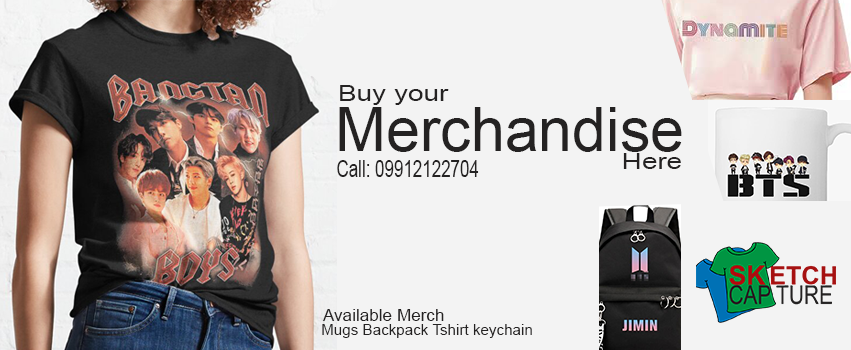 BANGTAN
BOYS
Buy your
Merchandise
Here
Call: 09912122704
Available Merch
Mugs Backpack Tshirt keychain
DYNAMITE
BTS
BTS
JIMIN
SKETCH
CAPTURE